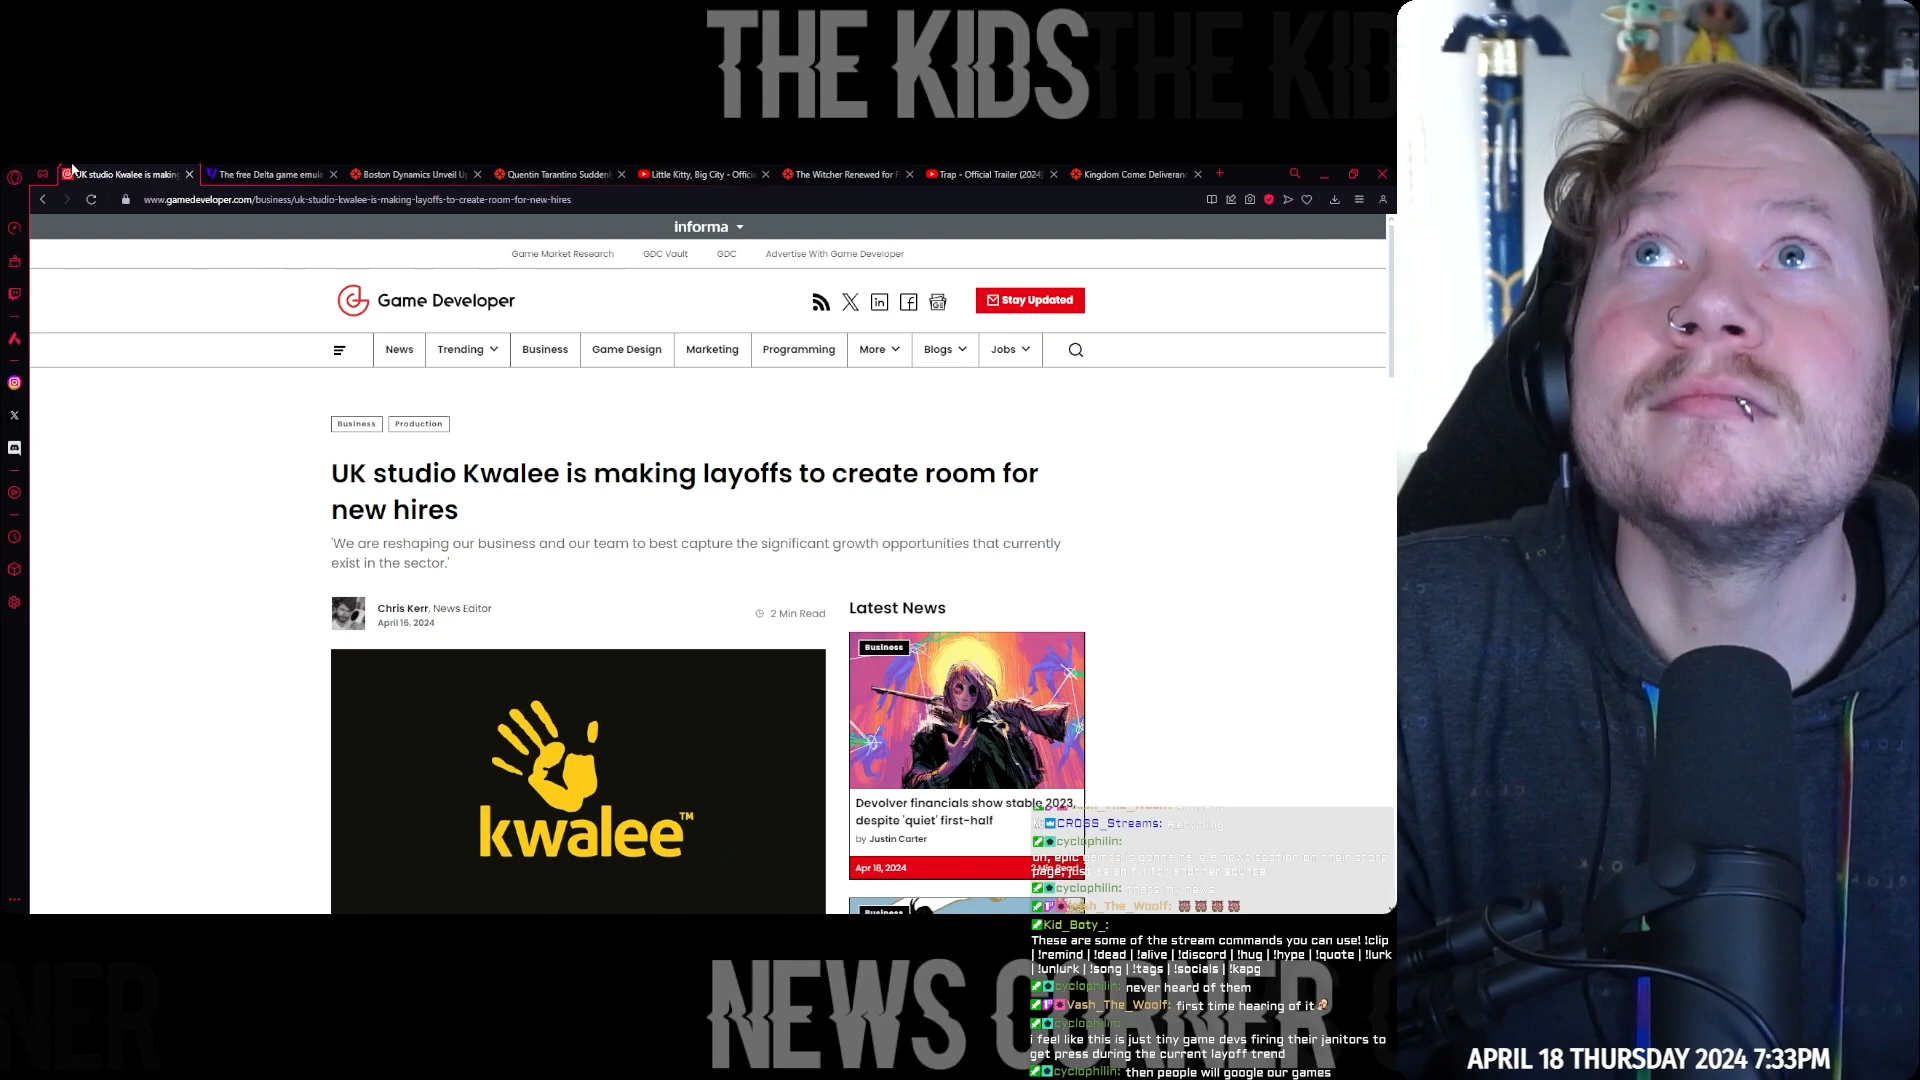 THE KIDS
UK studio Kwalee is making
The free Delta game emula
Boston Dynamics Unveil U
Quentin Tarantino Sudden
Little Kitty, Big City - Offici
The Witcher Renewed for F
Trap - Official Trailer (2024)
Kingdom Come: Deliveranc
www.gamedeveloper.com/business/uk-studio-kwalee-is-making-layoffs-to-create-room-for-new-hires
informa
Game Market Research GDC Vault GDC Advertise With Game Developer
Game Developer
Stay Updated
News Trending Business Game Design Marketing Programming More Blogs Jobs
Business Production
UK studio Kwalee is making layoffs to create room for
new hires
'We are reshaping our business and our team to best capture the significant growth opportunities that currently
exist in the sector.'
Chris Kerr, News Editor
April 16, 2024
2 Min Read
kwalee™
Latest News
Business
Devolver financials show stable 2023,
despite 'quiet' first-half
by Justin Carter
Apr 18, 2024
Business
CROSS_Streams:
cyclophilin:
cyclophilin: thats my news
Vash_The_Woolf:
Kid_Boty_:
These are some of the stream commands you can use! !clip
| !remind | !dead | !alive | !discord | !hug | !hype | !quote | !lurk
| !unlurk | !song | !tags | !socials | !kapg
cyclophilin: never heard of them
Vash_The_Woolf: first time hearing of it
cyclophilin:
i feel like this is just tiny game devs firing their janitors to
get press during the current layoff trend
cyclophilin: then people will google our games
NEWS CORNER
APRIL 18 THURSDAY 2024 7:33PM